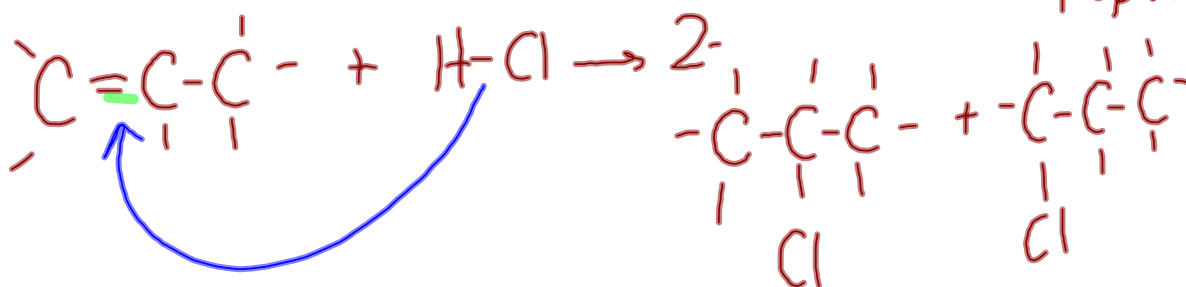 C = C - C - + H-Cl → 2-
- C - C - C - + - C - C - C -
Cl Cl